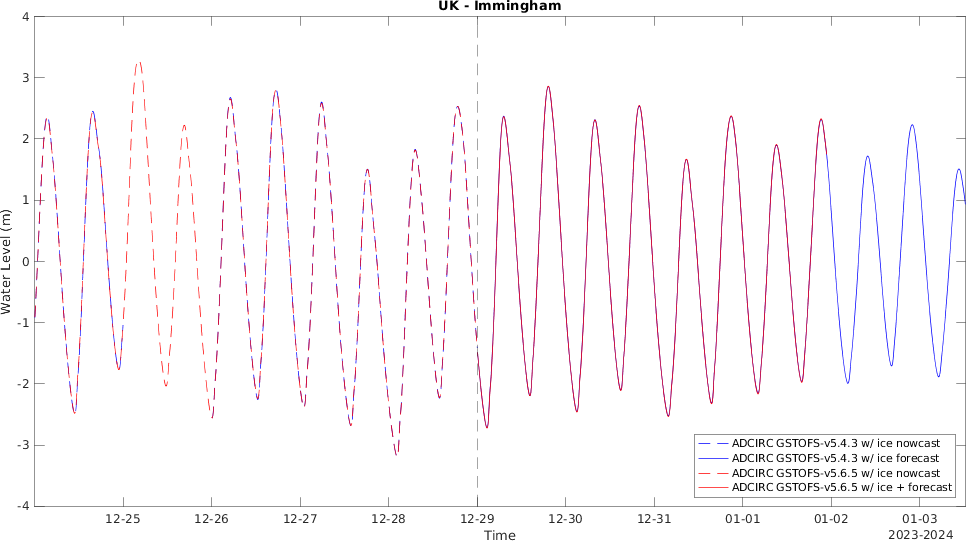 UK - Immingham
4
3
2
1
0
-1
-2
-3
-4
Water Level (m)
12-25 12-26 12-27 12-28 12-29 12-30 12-31 01-01 01-02 01-03
Time
2023-2024
ADCIRC GSTOFS-v5.4.3 w/ ice nowcast
ADCIRC GSTOFS-v5.4.3 w/ ice forecast
ADCIRC GSTOFS-v5.6.5 w/ ice nowcast
ADCIRC GSTOFS-v5.6.5 w/ ice + forecast